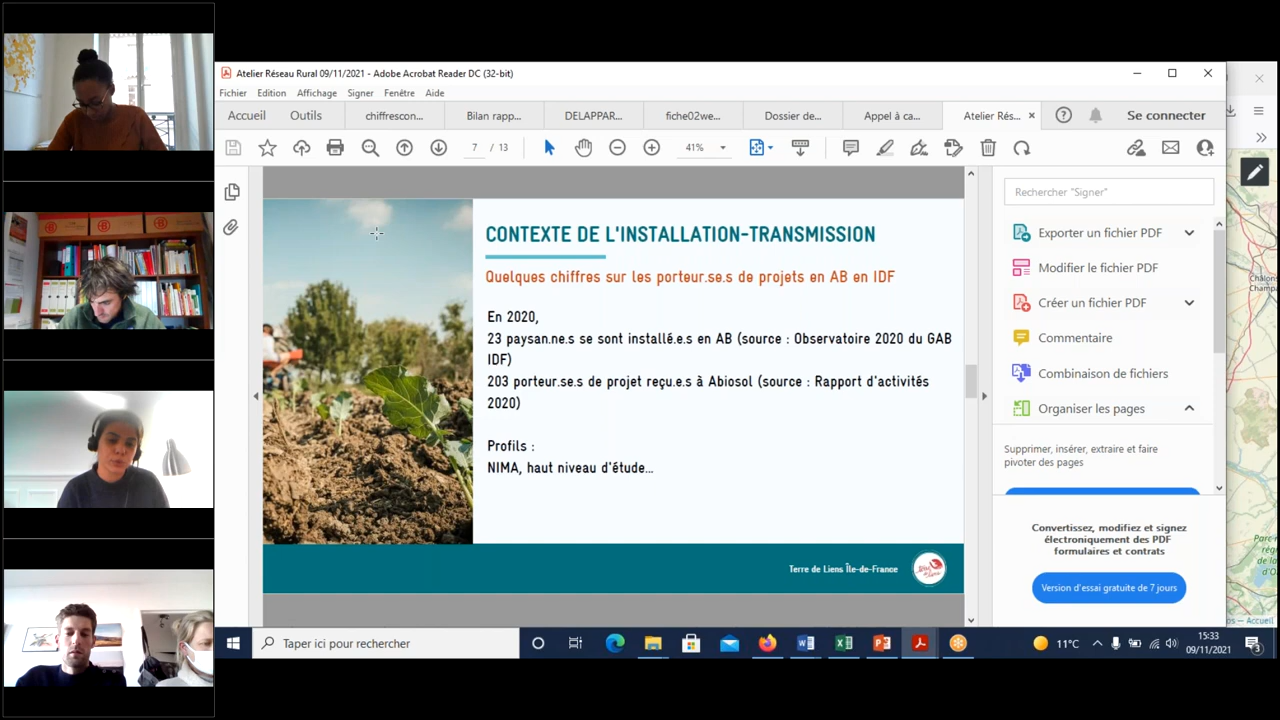 Atelier Réseau Rural 09/11/2021 - Adobe Acrobat Reader DC (32-bit)
Fichier Edition Affichage Signer Fenêtre Aide
Accueil Outils chiffrescon... Bilan rapp... DELAPPAR... fiche02we... Dossier de... Appel à ca... Atelier Rés... Se connecter
7 / 13 41%
CONTEXTE DE L'INSTALLATION-TRANSMISSION
Quelques chiffres sur les porteur.se.s de projets en AB en IDF
En 2020,
23 paysan.ne.s se sont installé.e.s en AB (source : Observatoire 2020 du GAB
IDF)
203 porteur.se.s de projet reçu.e.s à Abiosol (source : Rapport d'activités
2020)
Profils :
NIMA, haut niveau d'étude...
Terre de Liens Île-de-France
Rechercher "Signer"
Exporter un fichier PDF
Modifier le fichier PDF
Créer un fichier PDF
Commentaire
Combinaison de fichiers
Organiser les pages
Supprimer, insérer, extraire et faire
pivoter des pages
Convertissez, modifiez et signez
électroniquement des PDF
formulaires et contrats
Version d'essai gratuite de 7 jours
Accueil
Taper ici pour rechercher
11°C
15:33
09/11/2021
3